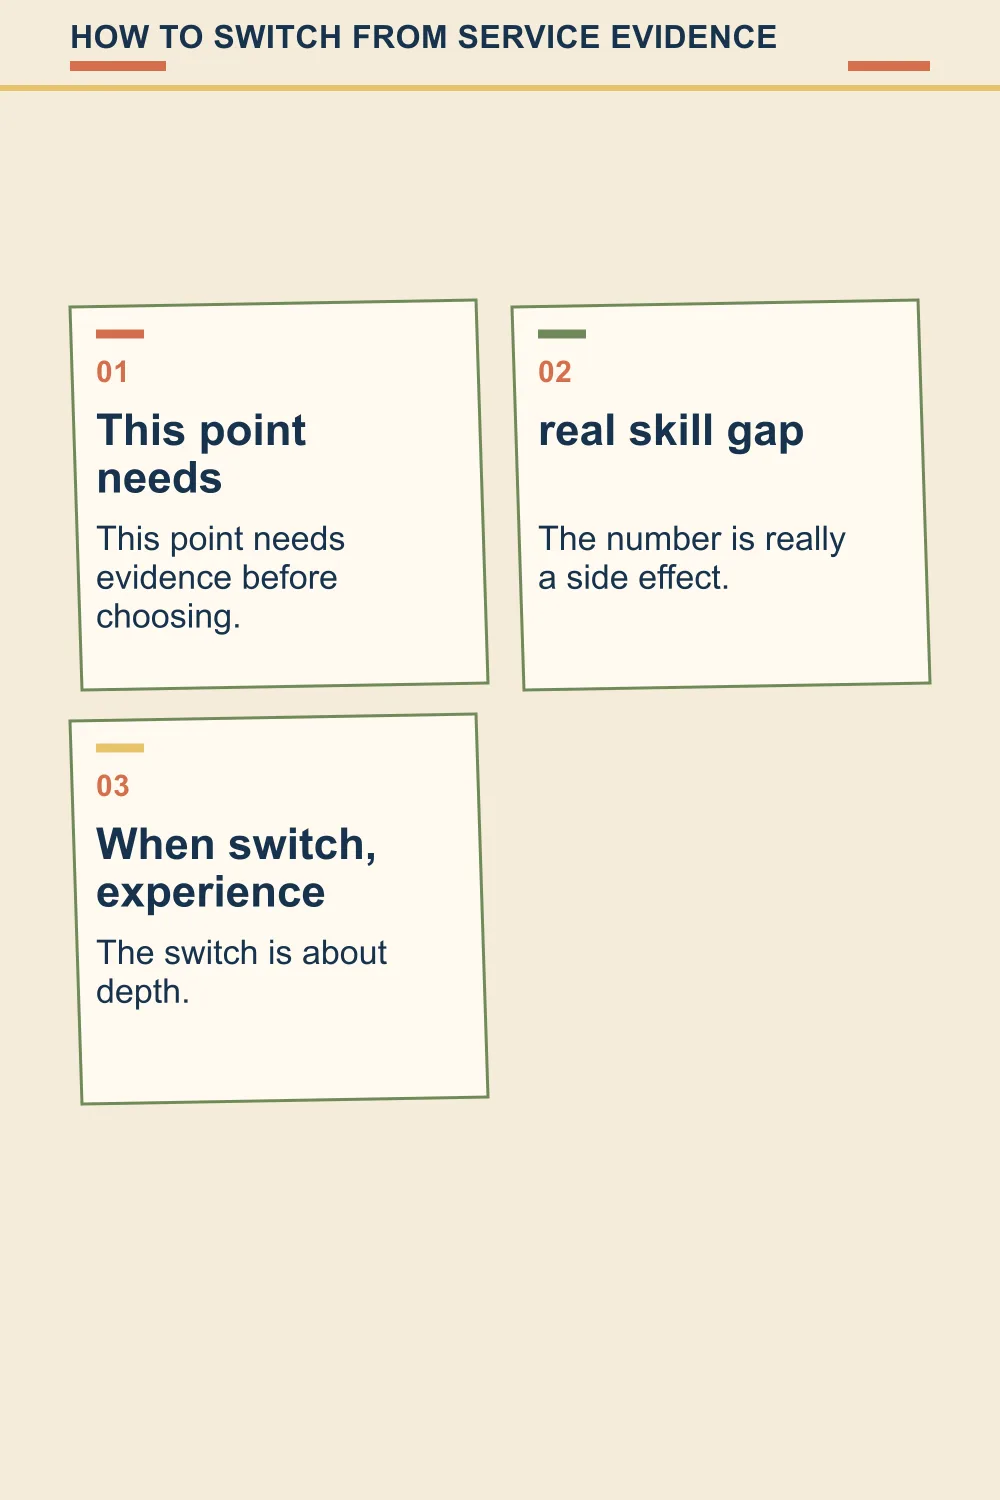 HOW TO SWITCH FROM SERVICE EVIDENCE
01
This point
needs
This point needs
evidence before
choosing.
02
real skill gap
The number is really
a side effect.
03
When switch,
experience
The switch is about
depth.